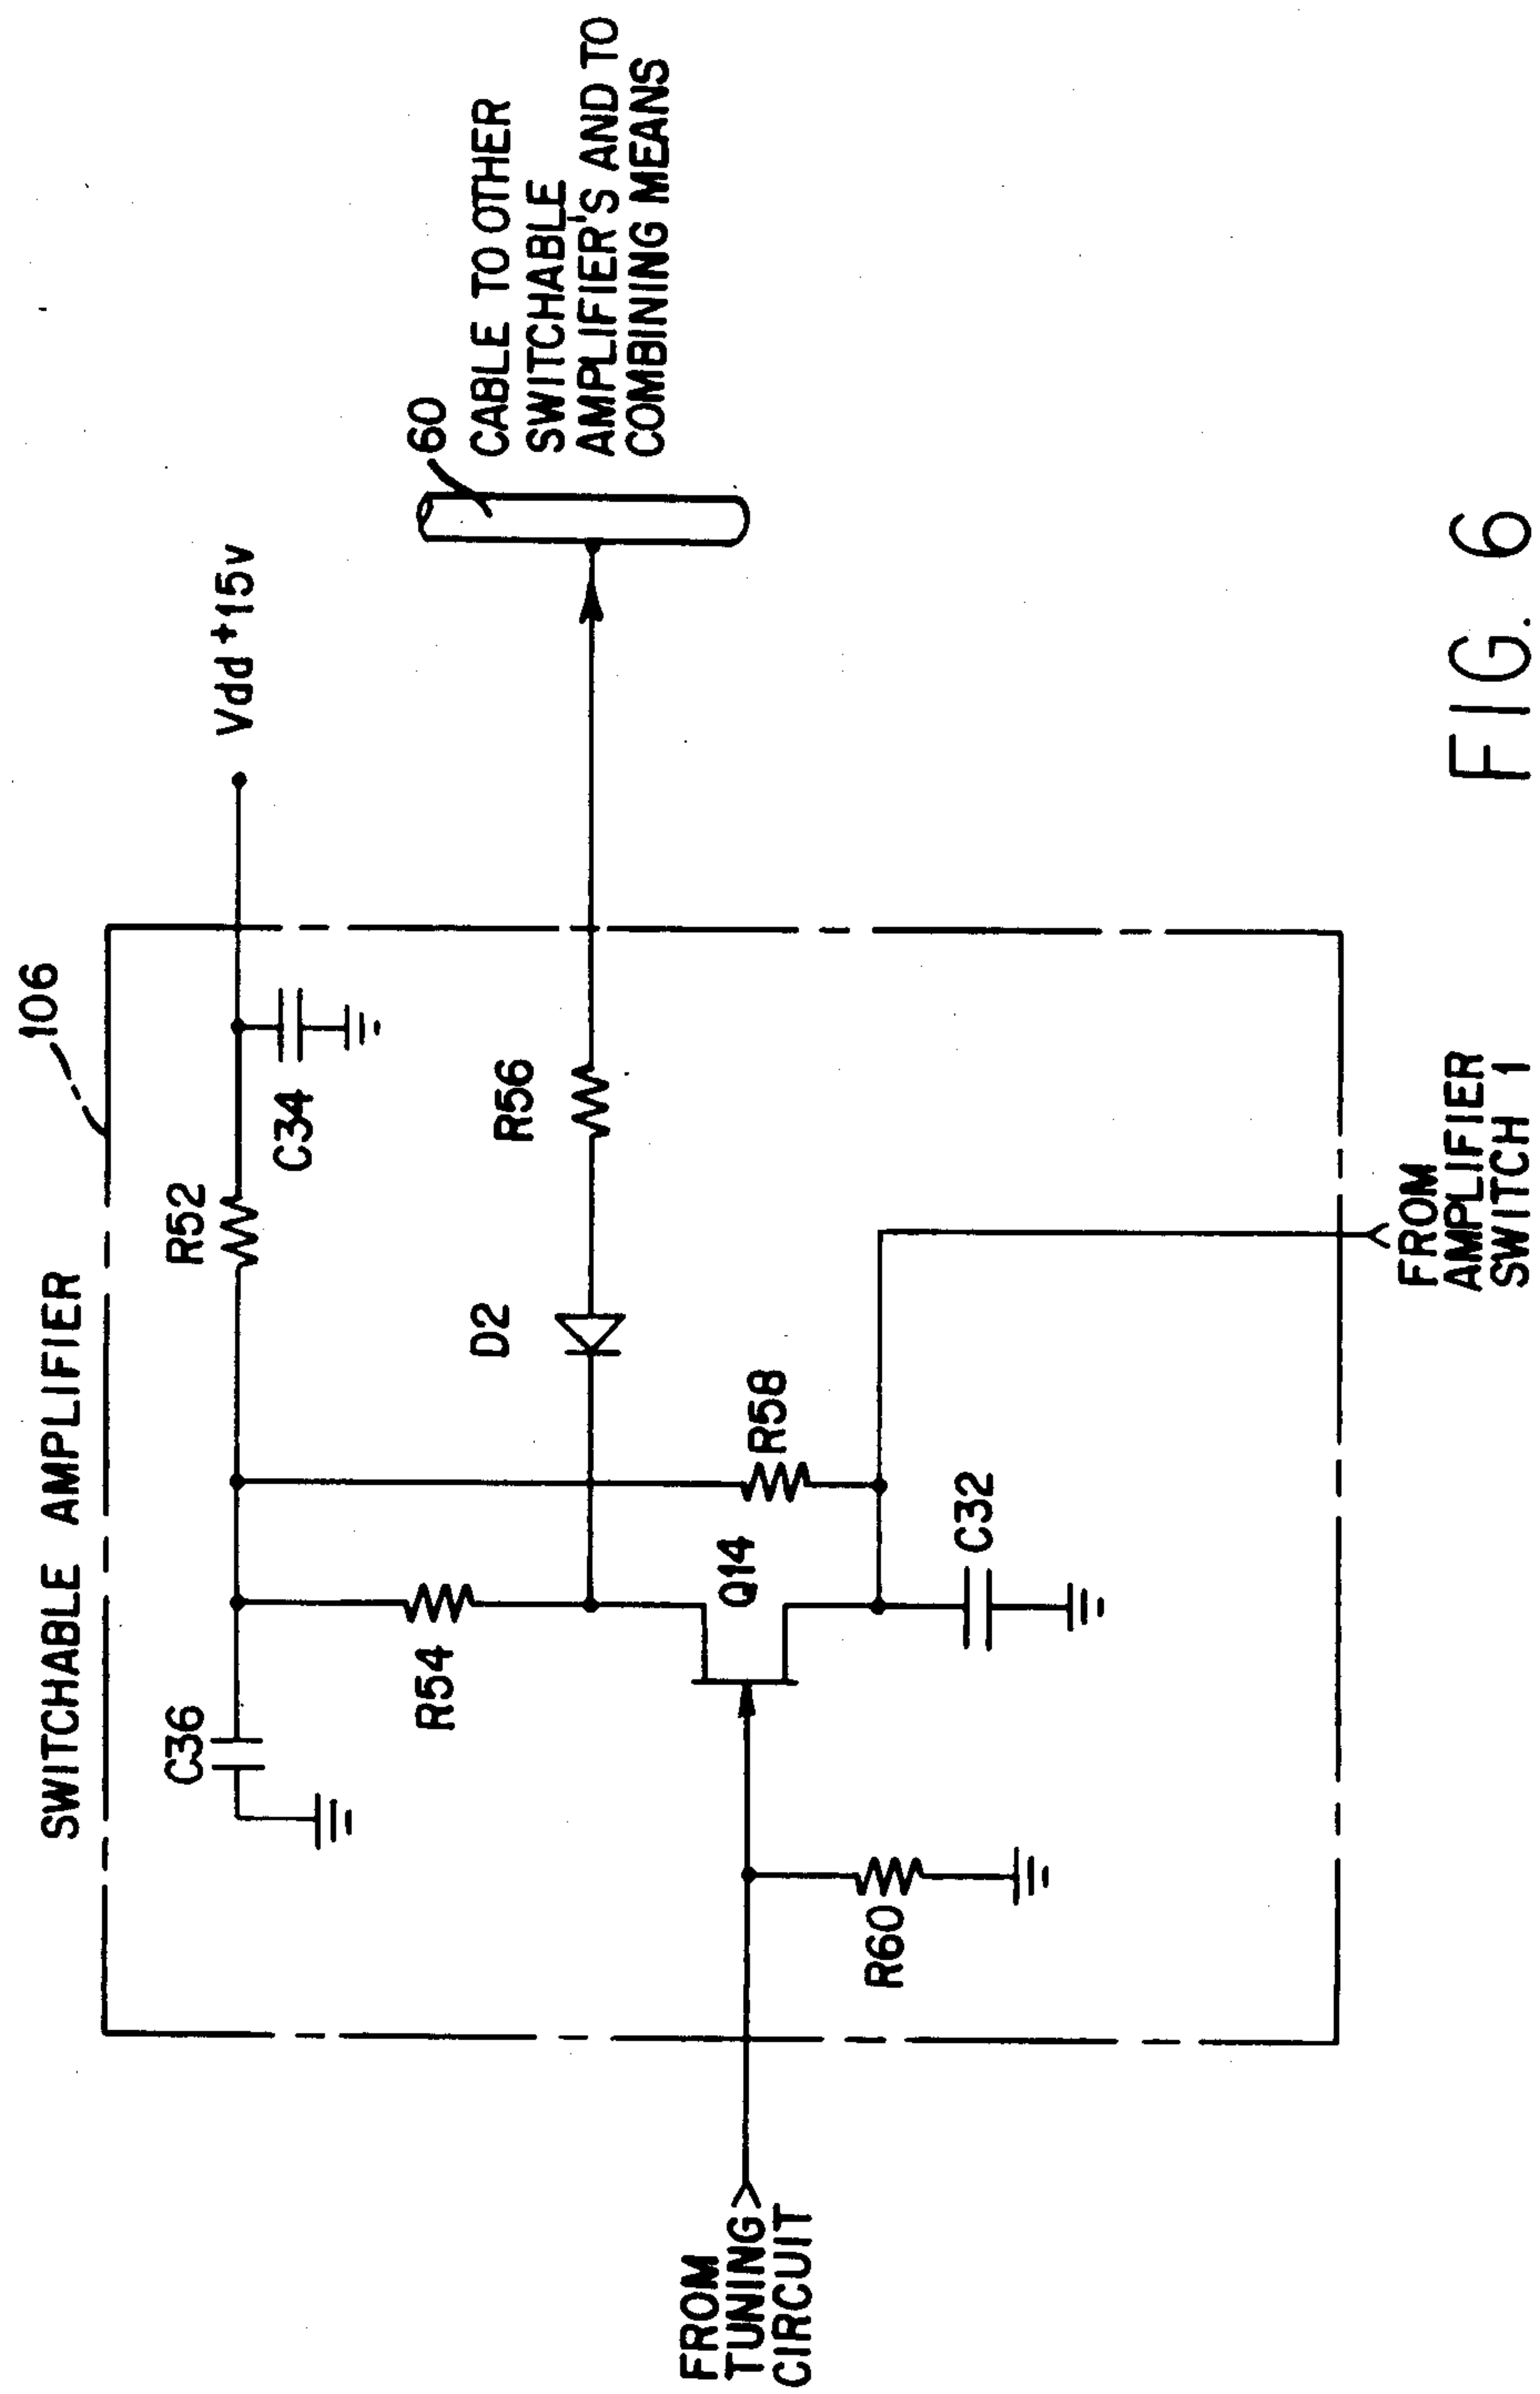 SWITCHABLE AMPLIFIER
106
C36
R52
Vdd +15v
C34
R54
D2
R56
60
CABLE TO OTHER
SWITCHABLE
AMPLIFIER'S AND TO
COMBINING MEANS
Q14
R58
FROM
TUNING
CIRCUIT
R60
C32
FROM
AMPLIFIER
SWITCH 1
FIG. 6